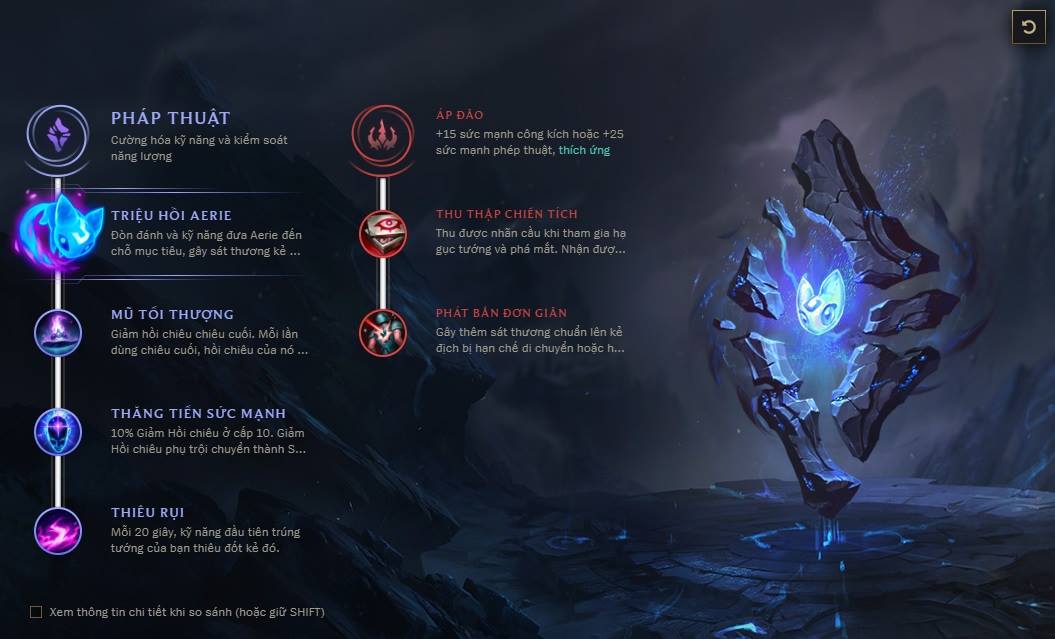 PHÁP THUẬT
Cường hóa kỹ năng và kiểm soát
năng lượng
TRIỆU HỒI AERIE
Đòn đánh và kỹ năng đưa Aerie đến
chỗ mục tiêu, gây sát thương kẻ ...
MŨ TỐI THƯỢNG
Giảm hồi chiêu chiêu cuối. Mỗi lần
dùng chiêu cuối, hồi chiêu của nó ...
THĂNG TIẾN SỨC MẠNH
10% Giảm Hồi chiêu ở cấp 10. Giảm
Hồi chiêu phụ trội chuyển thành S...
THIÊU RỤI
Mỗi 20 giây, kỹ năng đầu tiên trúng
tướng của bạn thiêu đốt kẻ đó.
ÁP ĐẢO
+15 sức mạnh công kích hoặc +25
sức mạnh phép thuật, thích ứng
THU THẬP CHIẾN TÍCH
Thu được nhãn cầu khi tham gia hạ
gục tướng và phá mắt. Nhận đượ...
PHÁT BẮN ĐƠN GIẢN
Gây thêm sát thương chuẩn lên kẻ
địch bị hạn chế di chuyển hoặc h...
Xem thông tin chi tiết khi so sánh (hoặc giữ SHIFT)